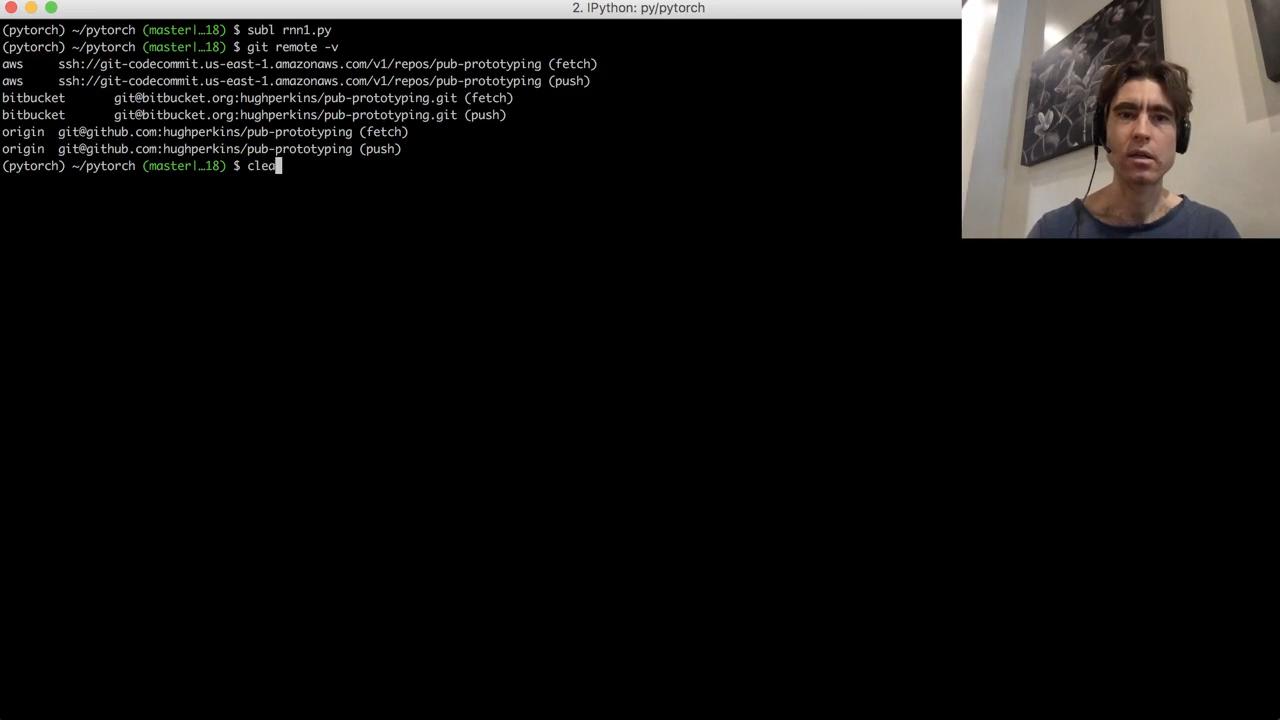 2. IPython: py/pytorch
(pytorch) ~/pytorch (master|…18) $ subl rnn1.py
(pytorch) ~/pytorch (master|…18) $ git remote -v
aws ssh://git-codecommit.us-east-1.amazonaws.com/v1/repos/pub-prototyping (fetch)
aws ssh://git-codecommit.us-east-1.amazonaws.com/v1/repos/pub-prototyping (push)
bitbucket git@bitbucket.org:hughperkins/pub-prototyping.git (fetch)
bitbucket git@bitbucket.org:hughperkins/pub-prototyping.git (push)
origin git@github.com:hughperkins/pub-prototyping (fetch)
origin git@github.com:hughperkins/pub-prototyping (push)
(pytorch) ~/pytorch (master|…18) $ clea